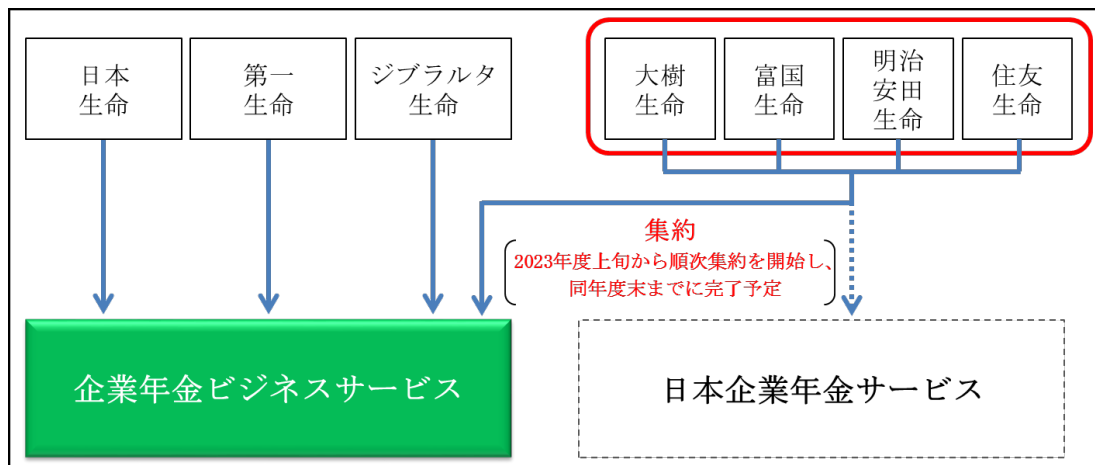 日本
生命
第一
生命
ジブラルタ
生命
大樹
生命
富国
生命
明治
安田
生命
住友
生命
集約
2023年度上旬から順次集約を開始し、
同年度末までに完了予定
企業年金ビジネスサービス
日本企業年金サービス